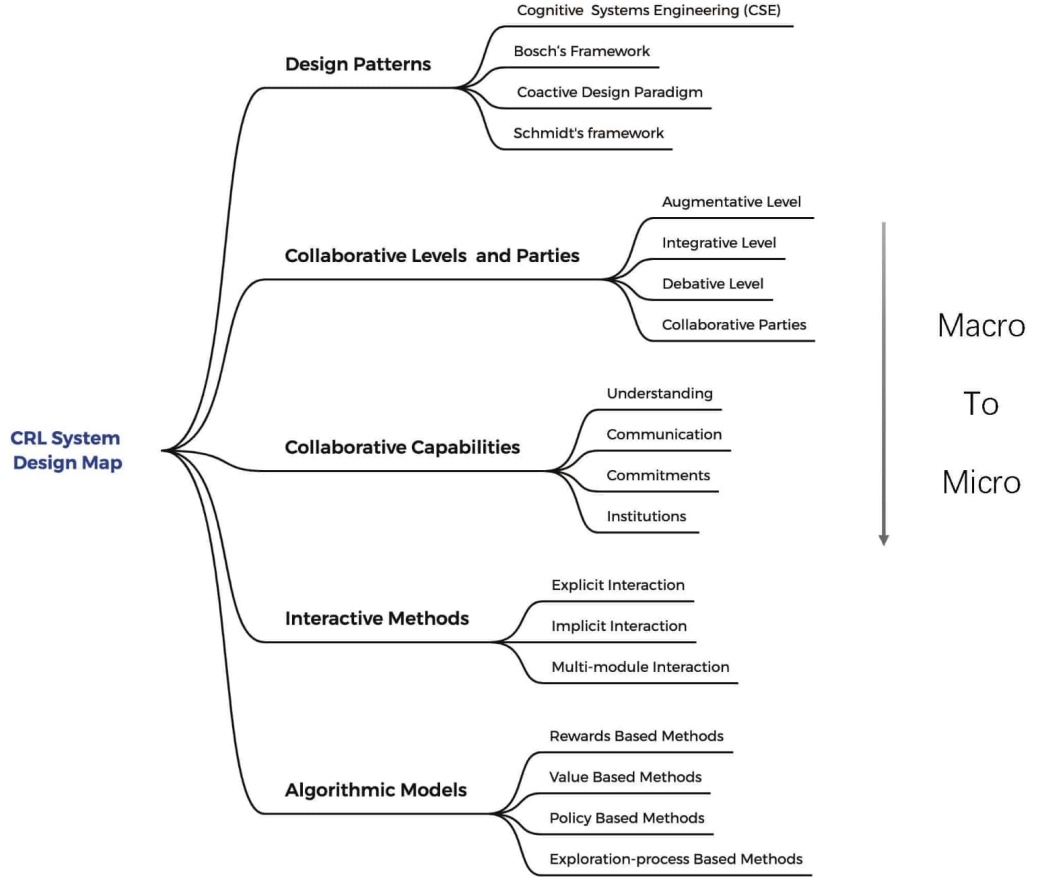 Cognitive Systems Engineering (CSE)
Design Patterns
Bosch's Framework
Coactive Design Paradigm
Schmidt's framework
Augmentative Level
Collaborative Levels and Parties
Integrative Level
Debative Level
Collaborative Parties
Macro
To
Micro
Understanding
Collaborative Capabilities
Communication
Commitments
Institutions
CRL System
Design Map
Explicit Interaction
Interactive Methods
Implicit Interaction
Multi-module Interaction
Rewards Based Methods
Algorithmic Models
Value Based Methods
Policy Based Methods
Exploration-process Based Methods